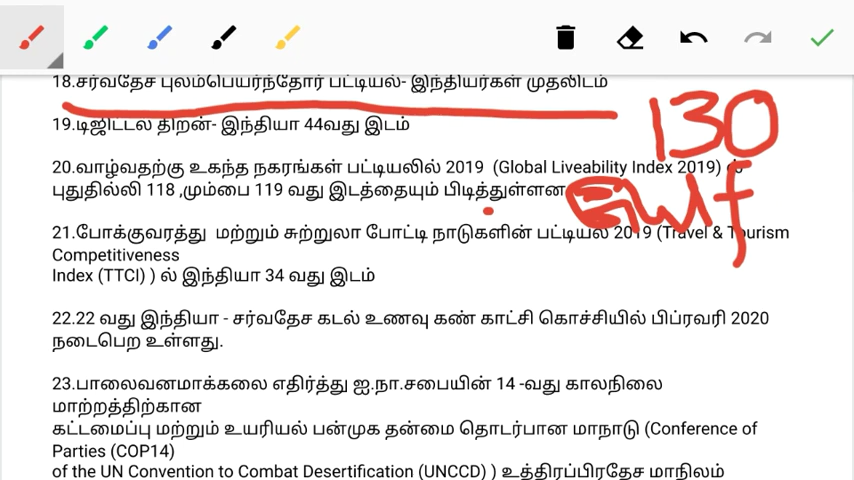 18.சர்வதேச புலம்பெயர்ந்தோர் பட்டியல்- இந்தியர்கள் முதலிடம்
130
19.டிஜிட்டல் திறன்- இந்தியா 44வது இடம்
20.வாழ்வதற்கு உகந்த நகரங்கள் பட்டியலில் 2019 (Global Liveability Index 2019) ல்
புதுதில்லி 118 ,மும்பை 119 வது இடத்தையும் பிடித்துள்ளன
21.போக்குவரத்து மற்றும் சுற்றுலா போட்டி நாடுகளின் பட்டியல் 2019 (Travel & Tourism
Competitiveness
Index (TTCI) ) ல் இந்தியா 34 வது இடம்
22.22 வது இந்தியா - சர்வதேச கடல் உணவு கண் காட்சி கொச்சியில் பிப்ரவரி 2020
நடைபெற உள்ளது.
23.பாலைவனமாக்கலை எதிர்த்து ஐ.நா.சபையின் 14 -வது காலநிலை
மாற்றத்திற்கான
கட்டமைப்பு மற்றும் உயரியல் பன்முக தன்மை தொடர்பான மாநாடு (Conference of
Parties (COP14)
of the UN Convention to Combat Desertification (UNCCD) ) உத்திரப்பிரதேச மாநிலம்